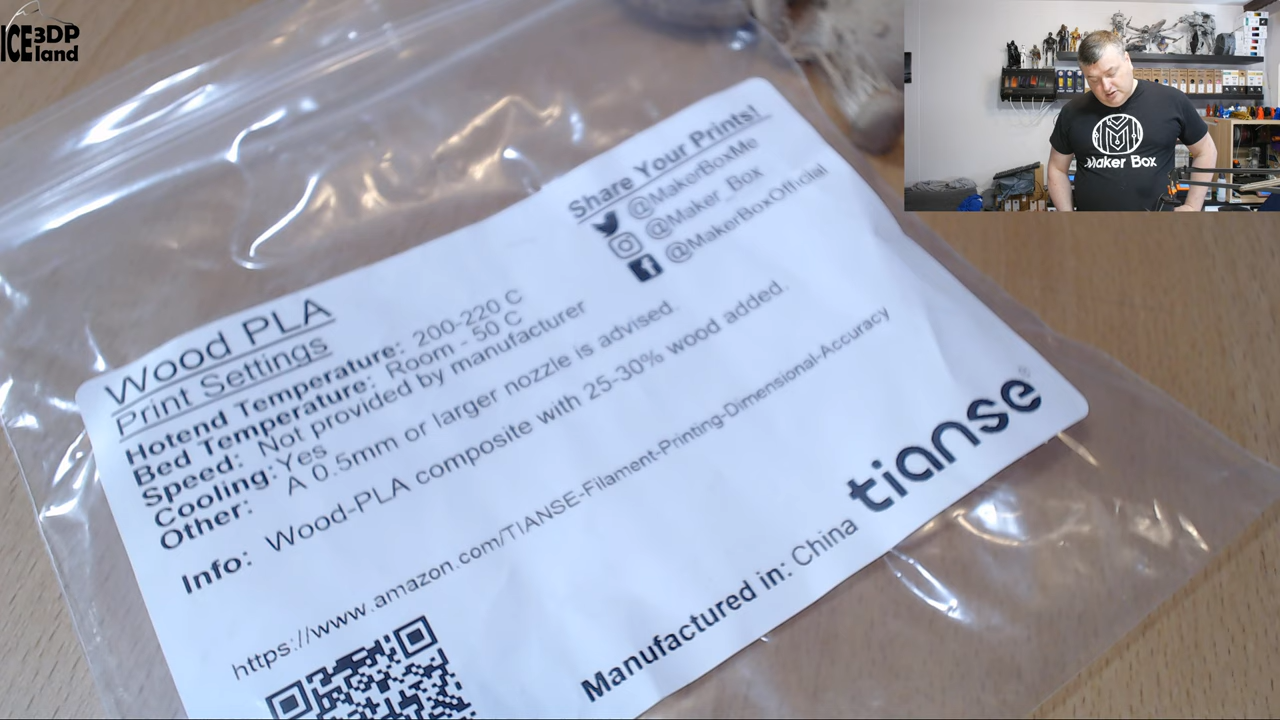 ICE3DPland
Maker Box
Share Your Prints!
@MakerBoxMe
@Maker_Box
@MakerBoxOfficial
Wood PLA
Print Settings
Hotend Temperature: 200-220 C
Bed Temperature: Room - 50 C
Speed: Not provided by manufacturer
Cooling: Yes
Other: A 0.5mm or larger nozzle is advised.
Info: Wood-PLA composite with 25-30% wood added.
https://www.amazon.com/TIANSE-Filament-Printing-Dimensional-Accuracy
Manufactured in: China
tianse®